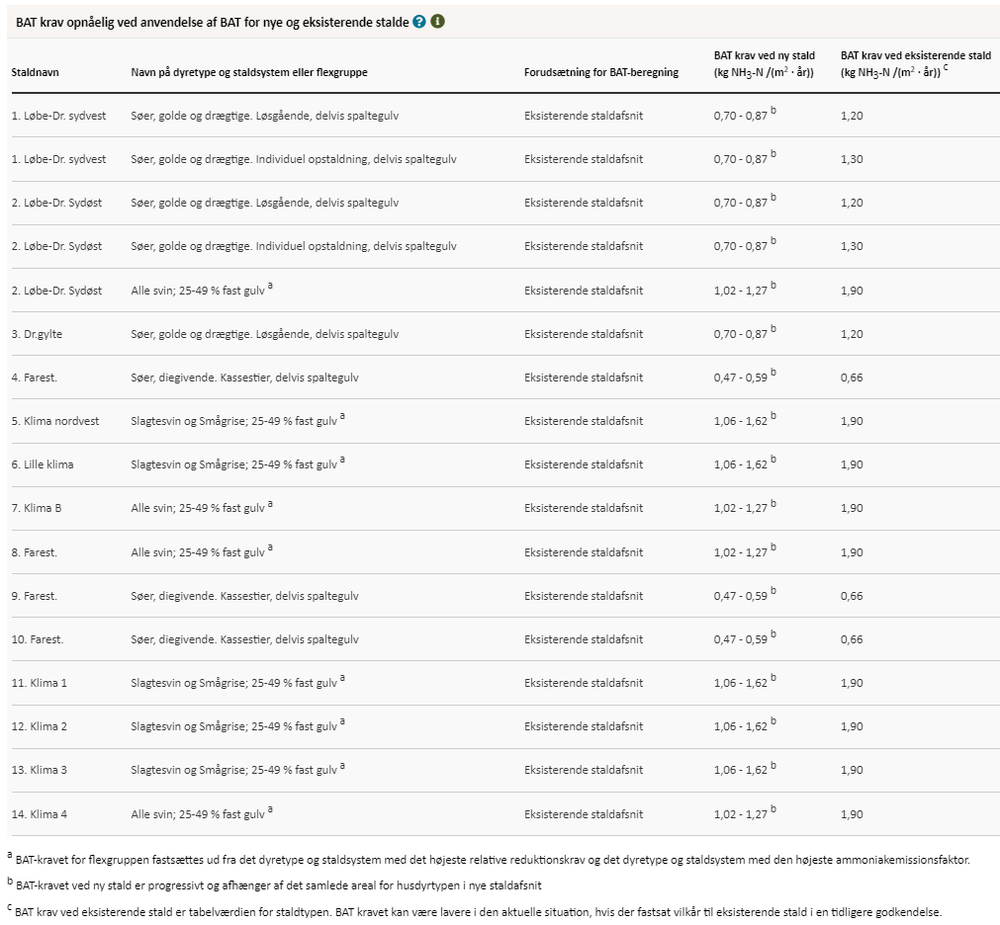 BAT krav opnåelig ved anvendelse af BAT for nye og eksisterende stalde ? i
Staldnavn Navn på dyretype og staldsystem eller flexgruppe Forudsætning for BAT-beregning BAT krav ved ny stald (kg NH3-N /(m² · år)) BAT krav ved eksisterende stald (kg NH3-N /(m² · år)) c
1. Løbe-Dr. sydvest Søer, golde og drægtige. Løsgående, delvis spaltegulv Eksisterende staldafsnit 0,70 - 0,87 b 1,20
1. Løbe-Dr. sydvest Søer, golde og drægtige. Individuel opstaldning, delvis spaltegulv Eksisterende staldafsnit 0,70 - 0,87 b 1,30
2. Løbe-Dr. Sydøst Søer, golde og drægtige. Løsgående, delvis spaltegulv Eksisterende staldafsnit 0,70 - 0,87 b 1,20
2. Løbe-Dr. Sydøst Søer, golde og drægtige. Individuel opstaldning, delvis spaltegulv Eksisterende staldafsnit 0,70 - 0,87 b 1,30
2. Løbe-Dr. Sydøst Alle svin; 25-49 % fast gulv a Eksisterende staldafsnit 1,02 - 1,27 b 1,90
3. Dr.gylte Søer, golde og drægtige. Løsgående, delvis spaltegulv Eksisterende staldafsnit 0,70 - 0,87 b 1,20
4. Farest. Søer, diegivende. Kassestier, delvis spaltegulv Eksisterende staldafsnit 0,47 - 0,59 b 0,66
5. Klima nordvest Slagtesvin og Smågrise; 25-49 % fast gulv a Eksisterende staldafsnit 1,06 - 1,62 b 1,90
6. Lille klima Slagtesvin og Smågrise; 25-49 % fast gulv a Eksisterende staldafsnit 1,06 - 1,62 b 1,90
7. Klima B Alle svin; 25-49 % fast gulv a Eksisterende staldafsnit 1,02 - 1,27 b 1,90
8. Farest. Alle svin; 25-49 % fast gulv a Eksisterende staldafsnit 1,02 - 1,27 b 1,90
9. Farest. Søer, diegivende. Kassestier, delvis spaltegulv Eksisterende staldafsnit 0,47 - 0,59 b 0,66
10. Farest. Søer, diegivende. Kassestier, delvis spaltegulv Eksisterende staldafsnit 0,47 - 0,59 b 0,66
11. Klima 1 Slagtesvin og Smågrise; 25-49 % fast gulv a Eksisterende staldafsnit 1,06 - 1,62 b 1,90
12. Klima 2 Slagtesvin og Smågrise; 25-49 % fast gulv a Eksisterende staldafsnit 1,06 - 1,62 b 1,90
13. Klima 3 Slagtesvin og Smågrise; 25-49 % fast gulv a Eksisterende staldafsnit 1,06 - 1,62 b 1,90
14. Klima 4 Alle svin; 25-49 % fast gulv a Eksisterende staldafsnit 1,02 - 1,27 b 1,90
a BAT-kravet for flexgruppen fastsættes ud fra det dyretype og staldsystem med det højeste relative reduktionskrav og det dyretype og staldsystem med den højeste ammoniakemissionsfaktor.
b BAT-kravet ved ny stald er progressivt og afhænger af det samlede areal for husdyrtypen i nye staldafsnit
c BAT krav ved eksisterende stald er tabelværdien for staldtypen. BAT kravet kan være lavere i den aktuelle situation, hvis der fastsat vilkår til eksisterende stald i en tidligere godkendelse.